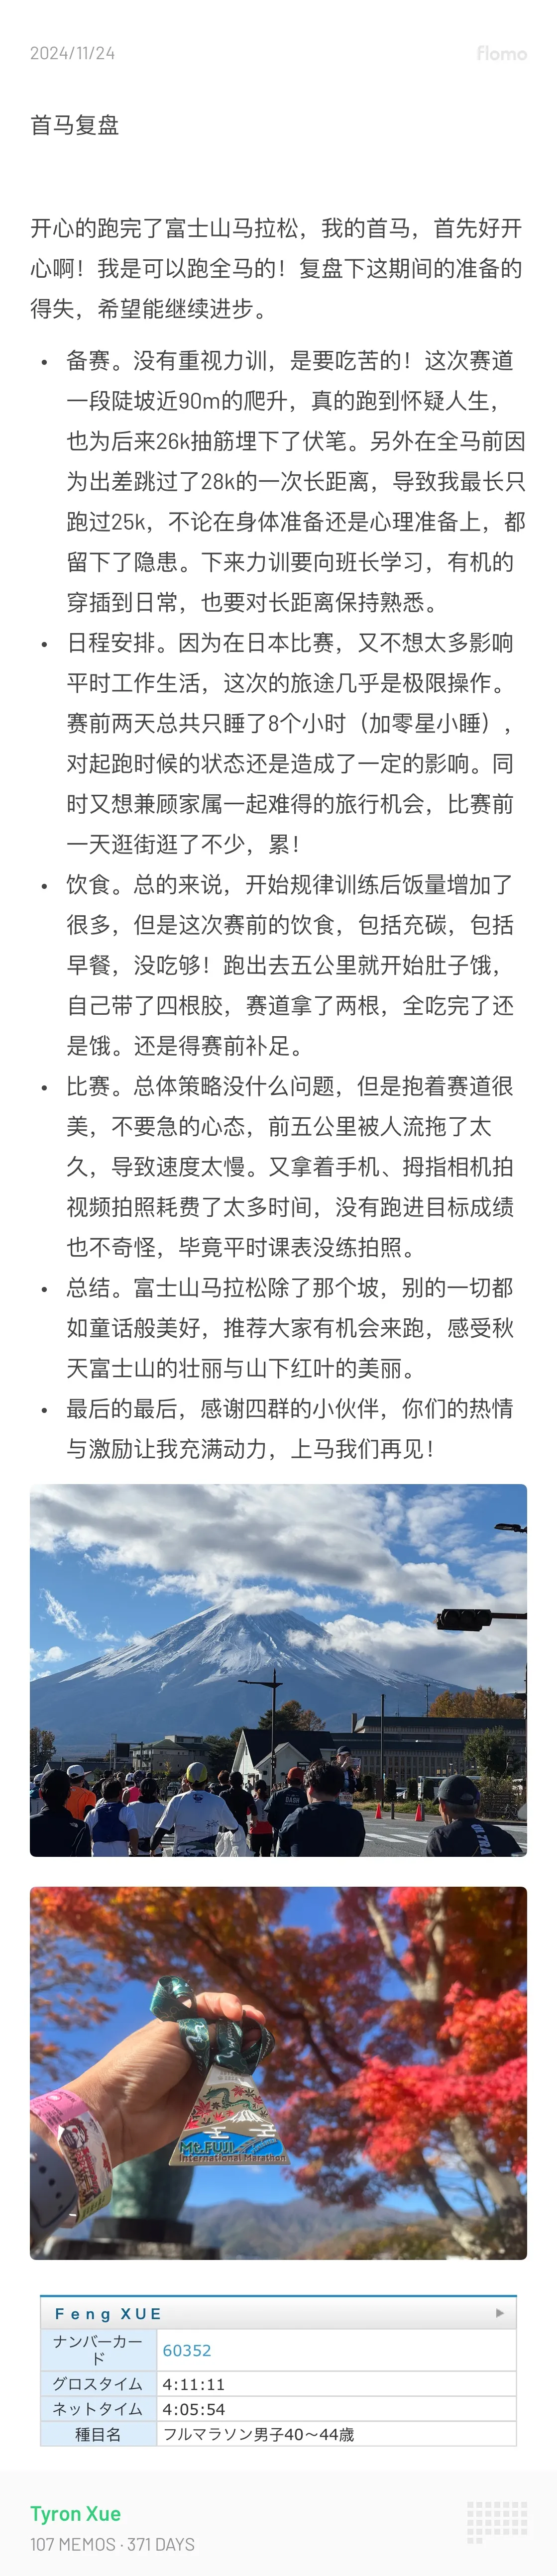 2024/11/24
flomo
首马复盘
开心的跑完了富士山马拉松，我的首马，首先好开
心啊！我是可以跑全马的！复盘下这期间的准备的
得失，希望能继续进步。
• 备赛。没有重视力训，是要吃苦的！这次赛道
一段陡坡近90m的爬升，真的跑到怀疑人生，
也为后来26k抽筋埋下了伏笔。另外在全马前因
为出差跳过了28k的一次长距离，导致我最长只
跑过25k，不论在身体准备还是心理准备上，都
留下了隐患。下来力训要向班长学习，有机的
穿插到日常，也要对长距离保持熟悉。
• 日程安排。因为在日本比赛，又不想太多影响
平时工作生活，这次的旅途几乎是极限操作。
赛前两天总共只睡了8个小时（加零星小睡），
对起跑时候的状态还是造成了一定的影响。同
时又想兼顾家属一起难得的旅行机会，比赛前
一天逛街逛了不少，累！
• 饮食。总的来说，开始规律训练后饭量增加了
很多，但是这次赛前的饮食，包括充碳，包括
早餐，没吃够！跑出去五公里就开始肚子饿，
自己带了四根胶，赛道拿了两根，全吃完了还
是饿。还是得赛前补足。
• 比赛。总体策略没什么问题，但是抱着赛道很
美，不要急的心态，前五公里被人流拖了太
久，导致速度太慢。又拿着手机、拇指相机拍
视频拍照耗费了太多时间，没有跑进目标成绩
也不奇怪，毕竟平时课表没练拍照。
• 总结。富士山马拉松除了那个坡，别的一切都
如童话般美好，推荐大家有机会来跑，感受秋
天富士山的壮丽与山下红叶的美丽。
• 最后的最后，感谢四群的小伙伴，你们的热情
与激励让我充满动力，上马我们再见！
DASH
ULTRA
Mt.FUJI
International Marathon
Feng XUE
ナンバーカー
ド
60352
グロスタイム 4:11:11
ネットタイム 4:05:54
種目名 フルマラソン男子40～44歳
Tyron Xue
107 MEMOS · 371 DAYS